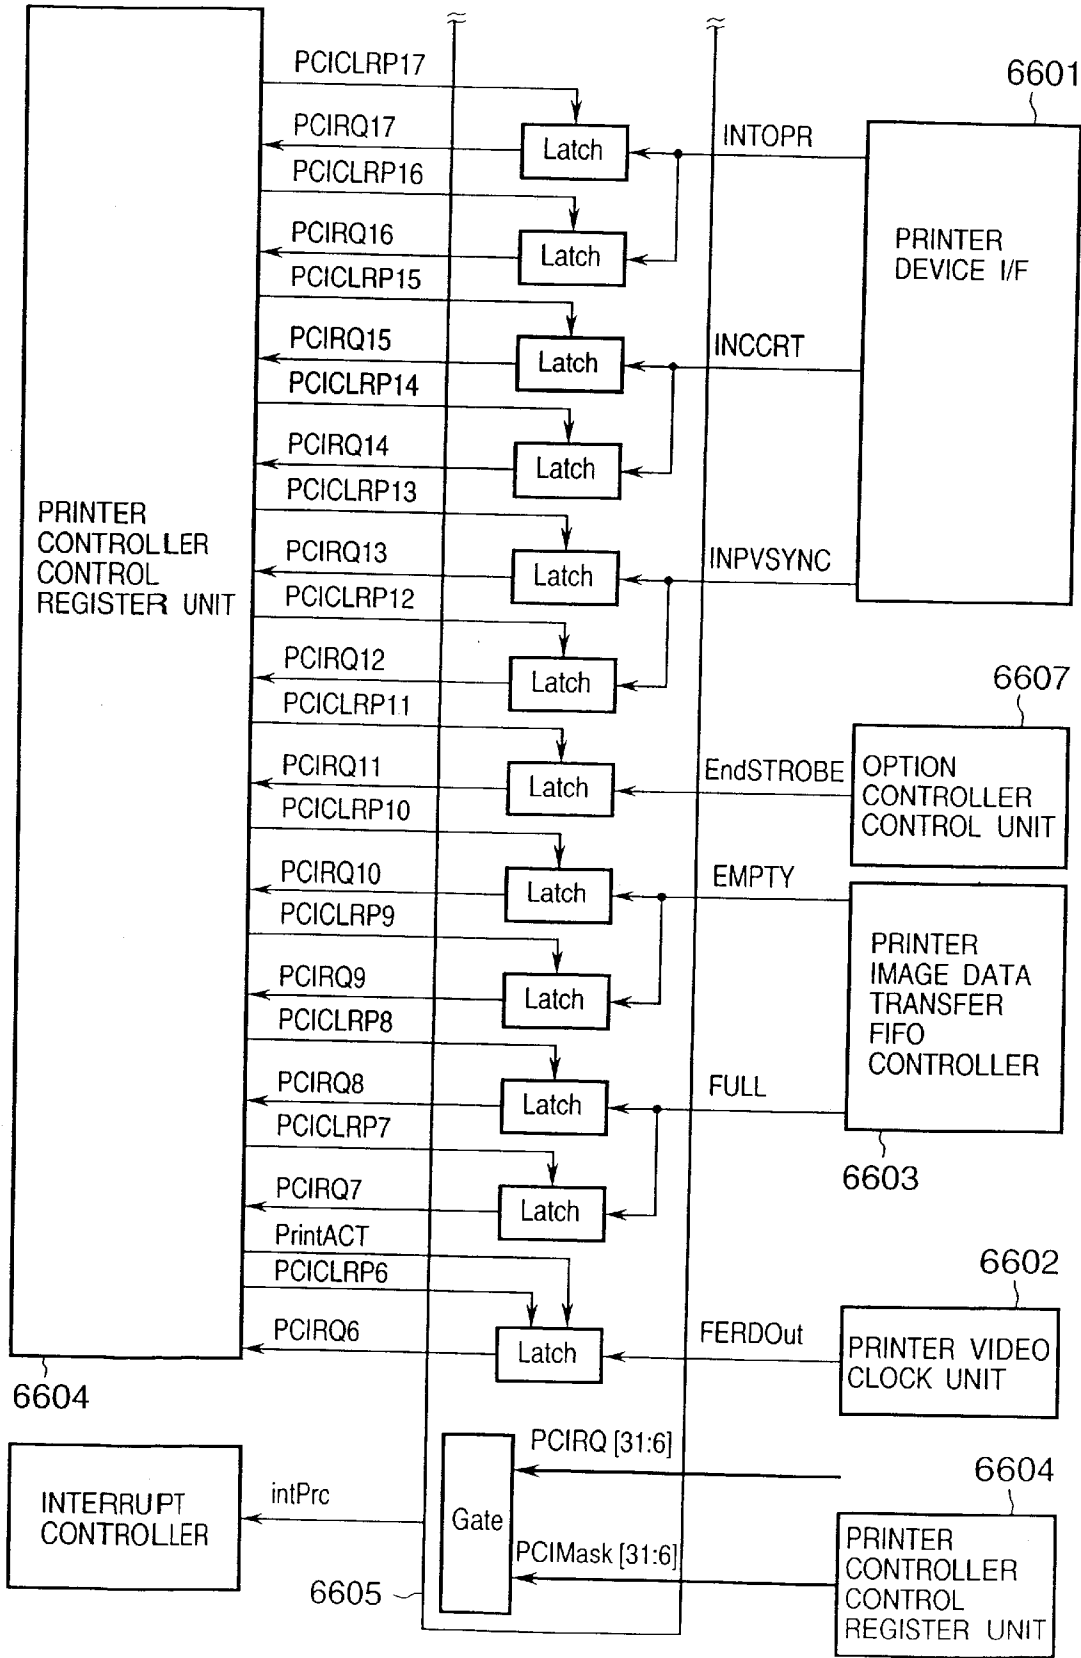 PCICLRP17
6601
PCIRQ17
Latch
INTOPR
PCICLRP16
PCIRQ16
Latch
PRINTER
DEVICE I/F
PCICLRP15
PCIRQ15
Latch
INCCRT
PCICLRP14
PCIRQ14
Latch
PCICLRP13
PRINTER
CONTROLLER
CONTROL
REGISTER UNIT
PCIRQ13
Latch
INPVSYNC
PCICLRP12
PCIRQ12
Latch
6607
PCICLRP11
PCIRQ11
Latch
EndSTROBE
OPTION
CONTROLLER
CONTROL UNIT
PCICLRP10
PCIRQ10
Latch
EMPTY
PCICLRP9
PRINTER
IMAGE DATA
TRANSFER
FIFO
CONTROLLER
PCIRQ9
Latch
PCICLRP8
PCIRQ8
Latch
FULL
PCICLRP7
6603
PCIRQ7
Latch
PrintACT
PCICLRP6
6602
PCIRQ6
Latch
FERDOut
PRINTER VIDEO
CLOCK UNIT
6604
PCIRQ [31:6]
6604
INTERRUPT
CONTROLLER
intPrc
Gate
PCIMask [31:6]
PRINTER
CONTROLLER
CONTROL
REGISTER UNIT
6605